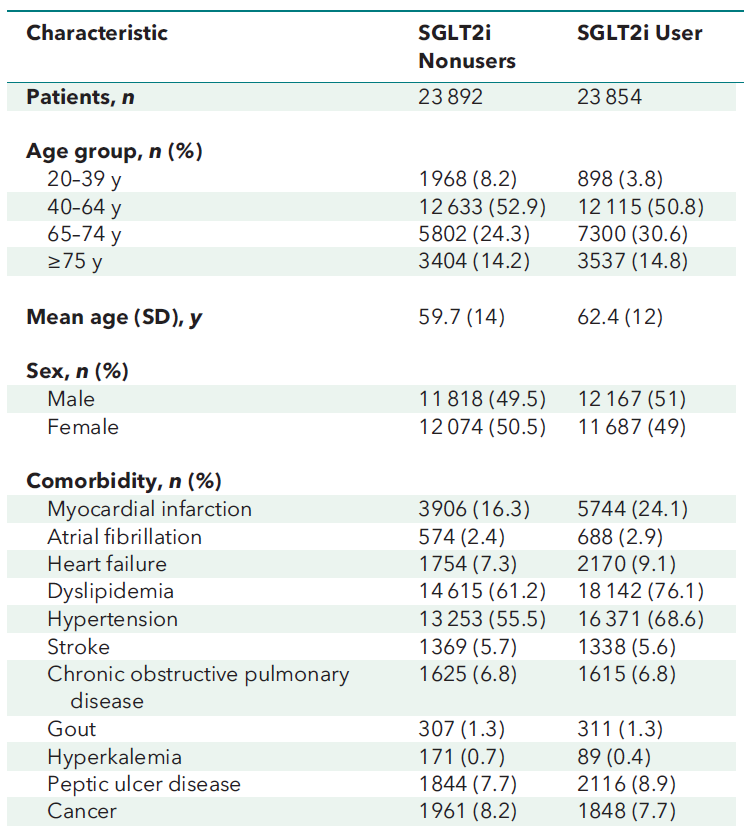 Characteristic SGLT2i Nonusers SGLT2i User
Patients, n 23 892 23 854
Age group, n (%)
20–39 y 1968 (8.2) 898 (3.8)
40–64 y 12 633 (52.9) 12 115 (50.8)
65–74 y 5802 (24.3) 7300 (30.6)
≥75 y 3404 (14.2) 3537 (14.8)
Mean age (SD), y 59.7 (14) 62.4 (12)
Sex, n (%)
Male 11 818 (49.5) 12 167 (51)
Female 12 074 (50.5) 11 687 (49)
Comorbidity, n (%)
Myocardial infarction 3906 (16.3) 5744 (24.1)
Atrial fibrillation 574 (2.4) 688 (2.9)
Heart failure 1754 (7.3) 2170 (9.1)
Dyslipidemia 14 615 (61.2) 18 142 (76.1)
Hypertension 13 253 (55.5) 16 371 (68.6)
Stroke 1369 (5.7) 1338 (5.6)
Chronic obstructive pulmonary 1625 (6.8) 1615 (6.8)
disease
Gout 307 (1.3) 311 (1.3)
Hyperkalemia 171 (0.7) 89 (0.4)
Peptic ulcer disease 1844 (7.7) 2116 (8.9)
Cancer 1961 (8.2) 1848 (7.7)